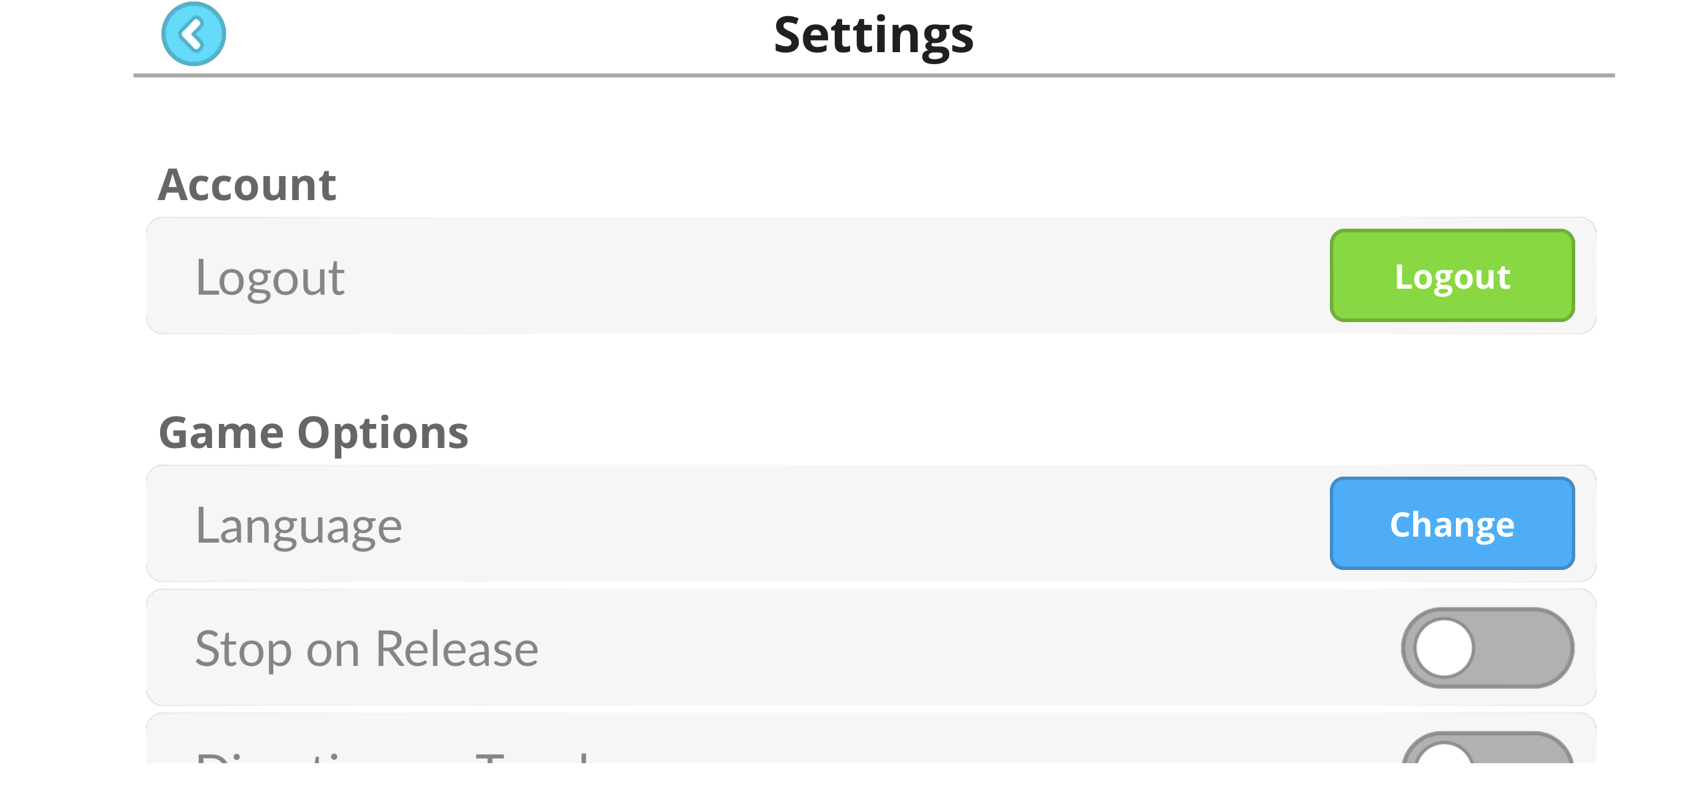 Settings
Account
Logout
Logout
Game Options
Language
Change
Stop on Release